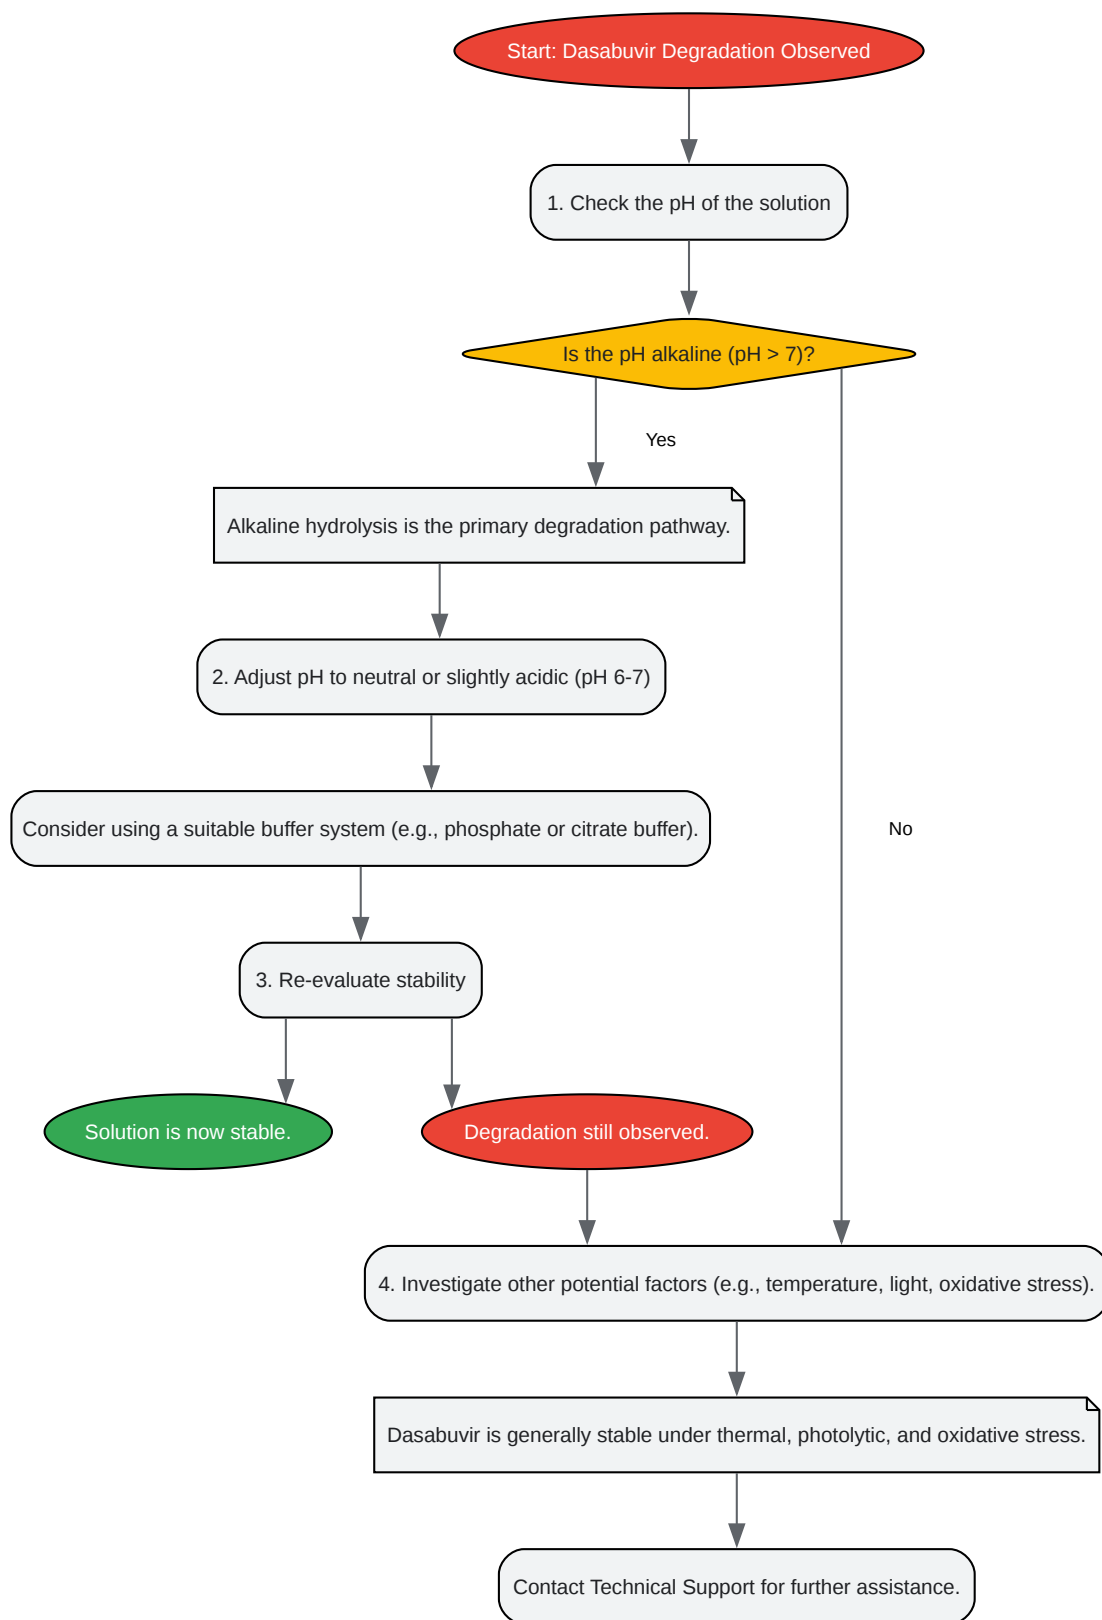 Start: Dasabuvir Degradation Observed
1. Check the pH of the solution
Is the pH alkaline (pH > 7)?
Yes
Alkaline hydrolysis is the primary degradation pathway.
2. Adjust pH to neutral or slightly acidic (pH 6-7)
Consider using a suitable buffer system (e.g., phosphate or citrate buffer).
No
3. Re-evaluate stability
Solution is now stable.
Degradation still observed.
4. Investigate other potential factors (e.g., temperature, light, oxidative stress).
Dasabuvir is generally stable under thermal, photolytic, and oxidative stress.
Contact Technical Support for further assistance.